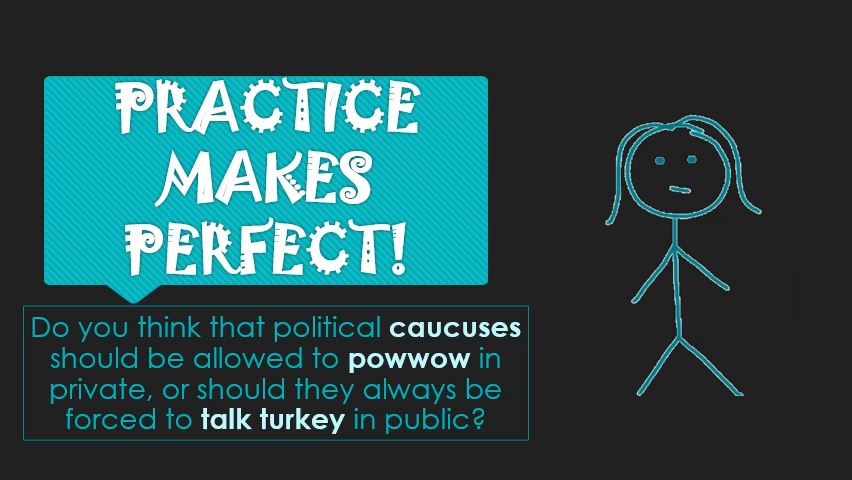 PRACTICE
MAKES
PERFECT!
Do you think that political caucuses
should be allowed to powwow in
private, or should they always be
forced to talk turkey in public?